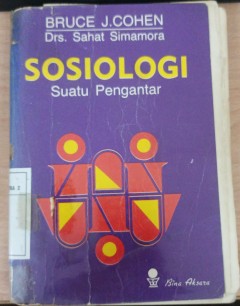 BRUCE J.COHEN
Drs. Sahat Simamora
SOSIOLOGI
Suatu Pengantar
Bina Aksara